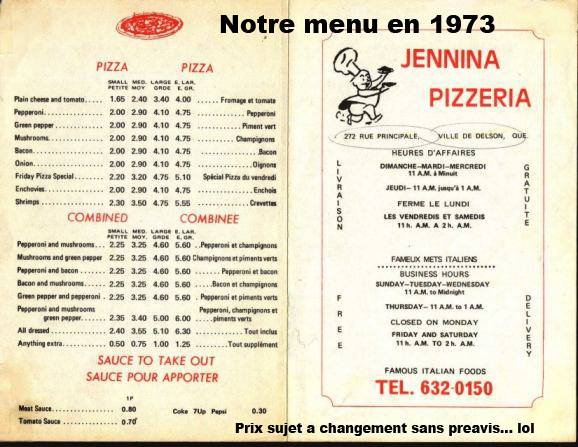 Notre menu en 1973
PIZZA PIZZA
SMALL MED. LARGE E. LAR.
PETITE MOY GRDE E. GR.
Plain cheese and tomato..... 1.65 2.40 3.40 4.00 ...... Fromage et tomate
Pepperoni 2.00 2.90 4.10 4.75 Pepperoni
Green pepper 2.00 2.90 4.10 4.75 Piment vert
Mushrooms 2.00 2.90 4.10 4.75 Champignons
Bacon 2.00 2.90 4.10 4.75 Bacon
Onion 2.00 2.90 4.10 4.75 Oignons
Friday Pizza Special 2.20 3.20 4.75 5.10 Spécial Pizza du vendredi
Enchovies 2.00 2.90 4.10 4.75 Enchois
Shrimps 2.30 3.50 4.75 5.55 Crevettes
COMBINED COMBINEE
SMALL MED. LARGE E. LAR.
PETITE MOY. GRDE E. GR.
Pepperoni and mushrooms... 2.25 3.25 4.60 5.60 ..Pepperoni et champignons
Mushrooms and green pepper 2.25 3.25 4.60 5.60 Champignons et piments verts
Pepperoni and bacon 2.25 3.25 4.60 5.60 Pepperoni et bacon
Bacon and mushrooms 2.25 3.25 4.60 5.60 Bacon et champignons
Green pepper and pepperoni . 2.25 3.25 4.60 5.60 . Pepperoni et piments verts
Pepperoni and mushrooms Pepperoni, champignons et
green pepper 2.35 3.40 5.00 6.00 piments verts
All dressed 2.40 3.55 5.10 6.30 Tout inclus
Anything extra 0.50 0.75 1.00 1.25 Tout supplément
SAUCE TO TAKE OUT
SAUCE POUR APPORTER
1P
Meat Sauce 0.80 Coke 7Up Pepsi 0.30
Tomato Sauce 0.70
JENNINA
PIZZERIA
272 RUE PRINCIPALE, VILLE DE DELSON, QUE.
HEURES D'AFFAIRES
LIVRAISON
GRATUITE
DIMANCHE-MARDI-MERCREDI
11 A.M. à Minuit
JEUDI- 11 A.M. jusqu'à 1 A.M.
FERME LE LUNDI
LES VENDREDIS ET SAMEDIS
11 h. A.M. A 2 h. A.M.
FAMEUX METS ITALIENS
BUSINESS HOURS
FREE
DELIVERY
SUNDAY-TUESDAY-WEDNESDAY
11 A.M. to Midnight
THURSDAY- 11 A.M. to 1 A.M.
CLOSED ON MONDAY
FRIDAY AND SATURDAY
11 h. A.M. TO 2 h. A.M.
FAMOUS ITALIAN FOODS
TEL. 632-0150
Prix sujet a changement sans preavis... lol